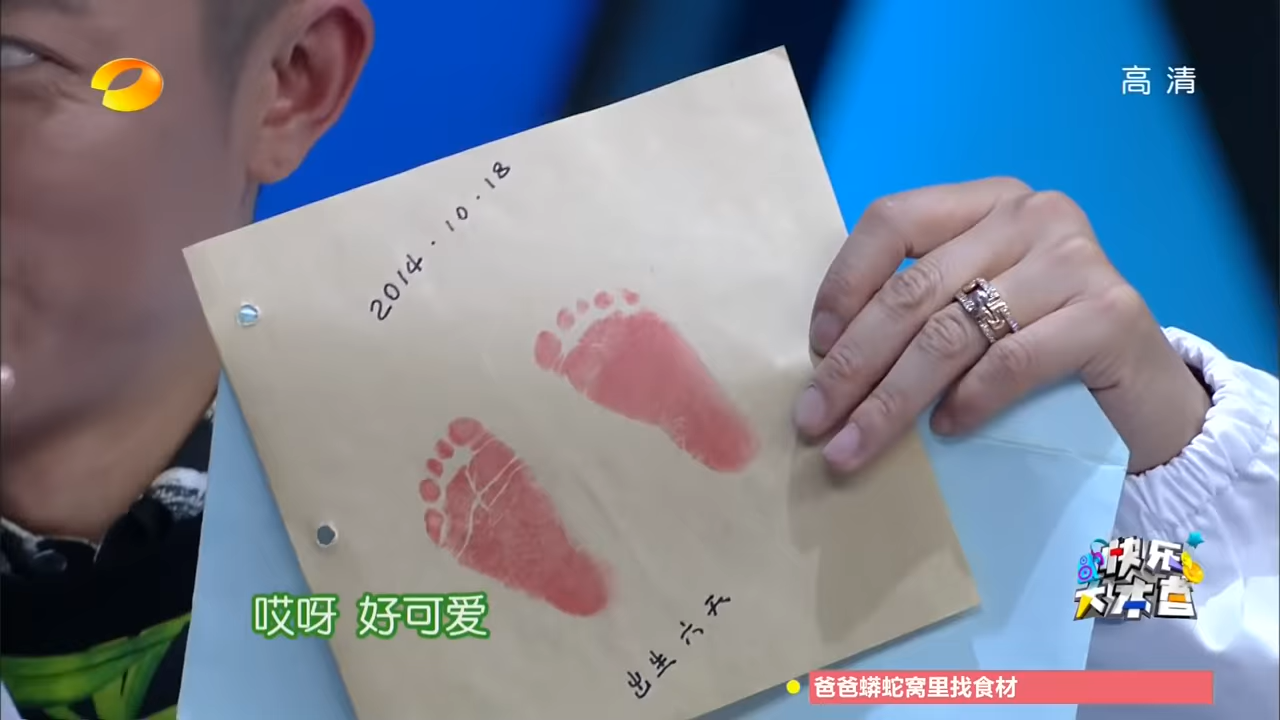 高清
2014·10·18
出生六天
哎呀 好可爱
快乐大本营
爸爸蟒蛇窝里找食材